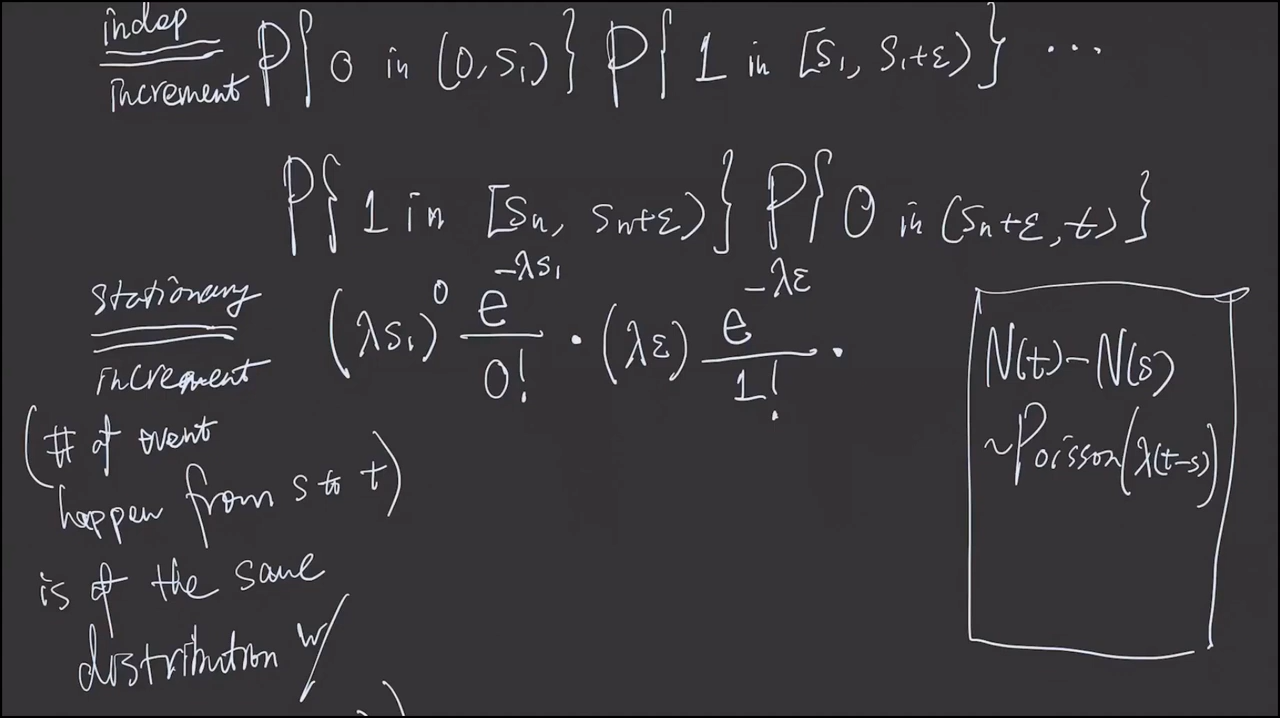 indep
increment P{ 0 in (0, S₁) } P{ 1 in [S₁, S₁+ε) } ...
P{ 1 in [Sn, Sn+ε) } P{ 0 in (Sn+ε, t) }
stationary
increment
(λs₁)⁰ e^{-λs₁} / 0! · (λε) e^{-λε} / 1! ·
(# of event
happen from s to t)
is of the same
distribution w/
N(t) - N(s)
~Poisson(λ(t-s))